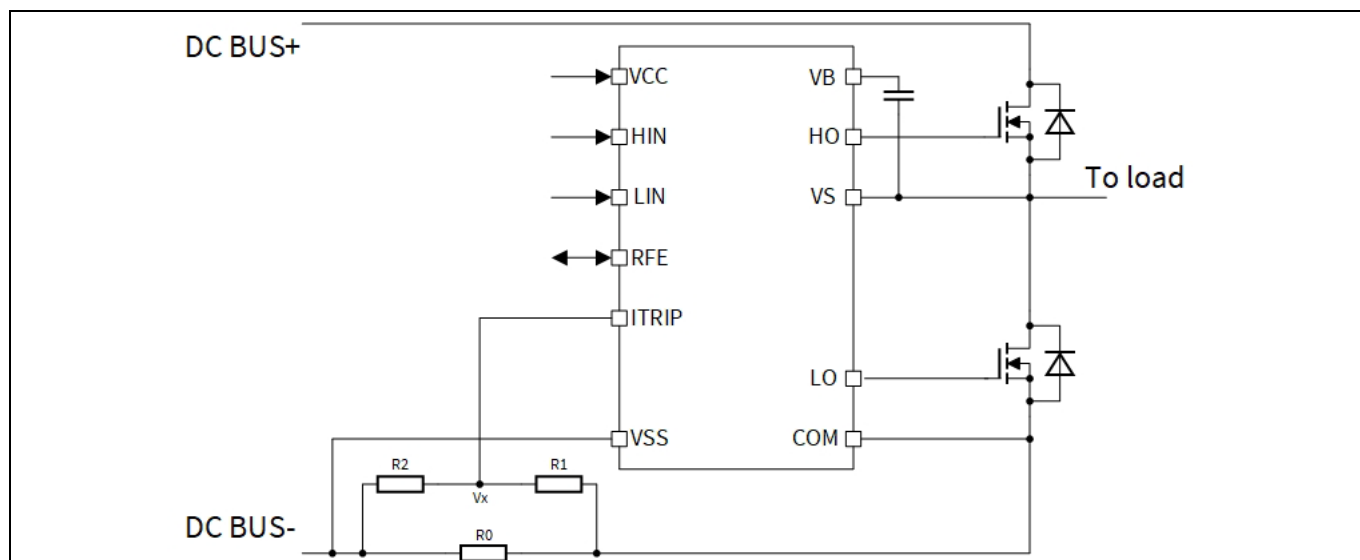 DC BUS+
VCC
VB
HIN
HO
To load
LIN
VS
RFE
ITRIP
LO
VSS
COM
R2
R1
Vx
DC BUS-
R0